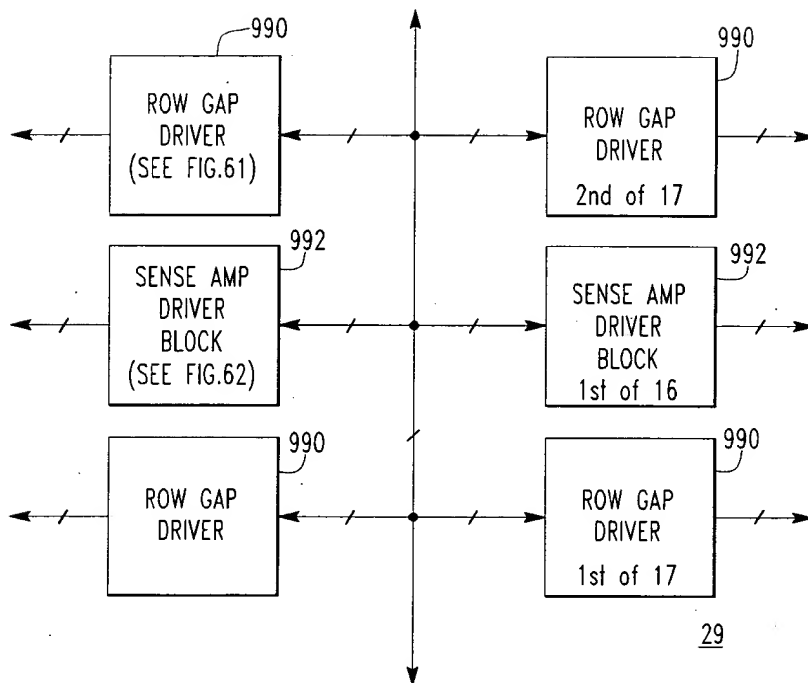 990
ROW GAP
DRIVER
(SEE FIG.61)
990
ROW GAP
DRIVER
2nd of 17
992
SENSE AMP
DRIVER
BLOCK
(SEE FIG.62)
992
SENSE AMP
DRIVER
BLOCK
1st of 16
990
ROW GAP
DRIVER
990
ROW GAP
DRIVER
1st of 17
29